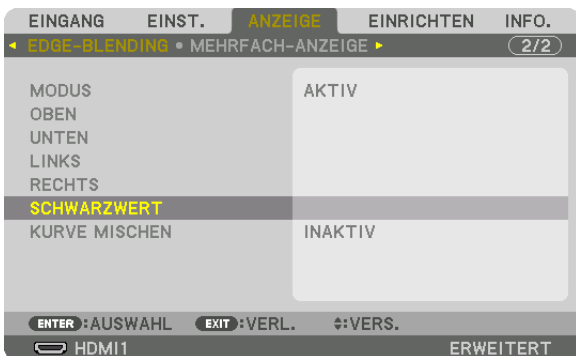 EINGANG EINST. ANZEIGE EINRICHTEN INFO.
EDGE-BLENDING • MEHRFACH-ANZEIGE 2/2
MODUS AKTIV
OBEN
UNTEN
LINKS
RECHTS
SCHWARZWERT
KURVE MISCHEN INAKTIV
ENTER :AUSWAHL EXIT :VERL. :VERS.
HDMI1 ERWEITERT